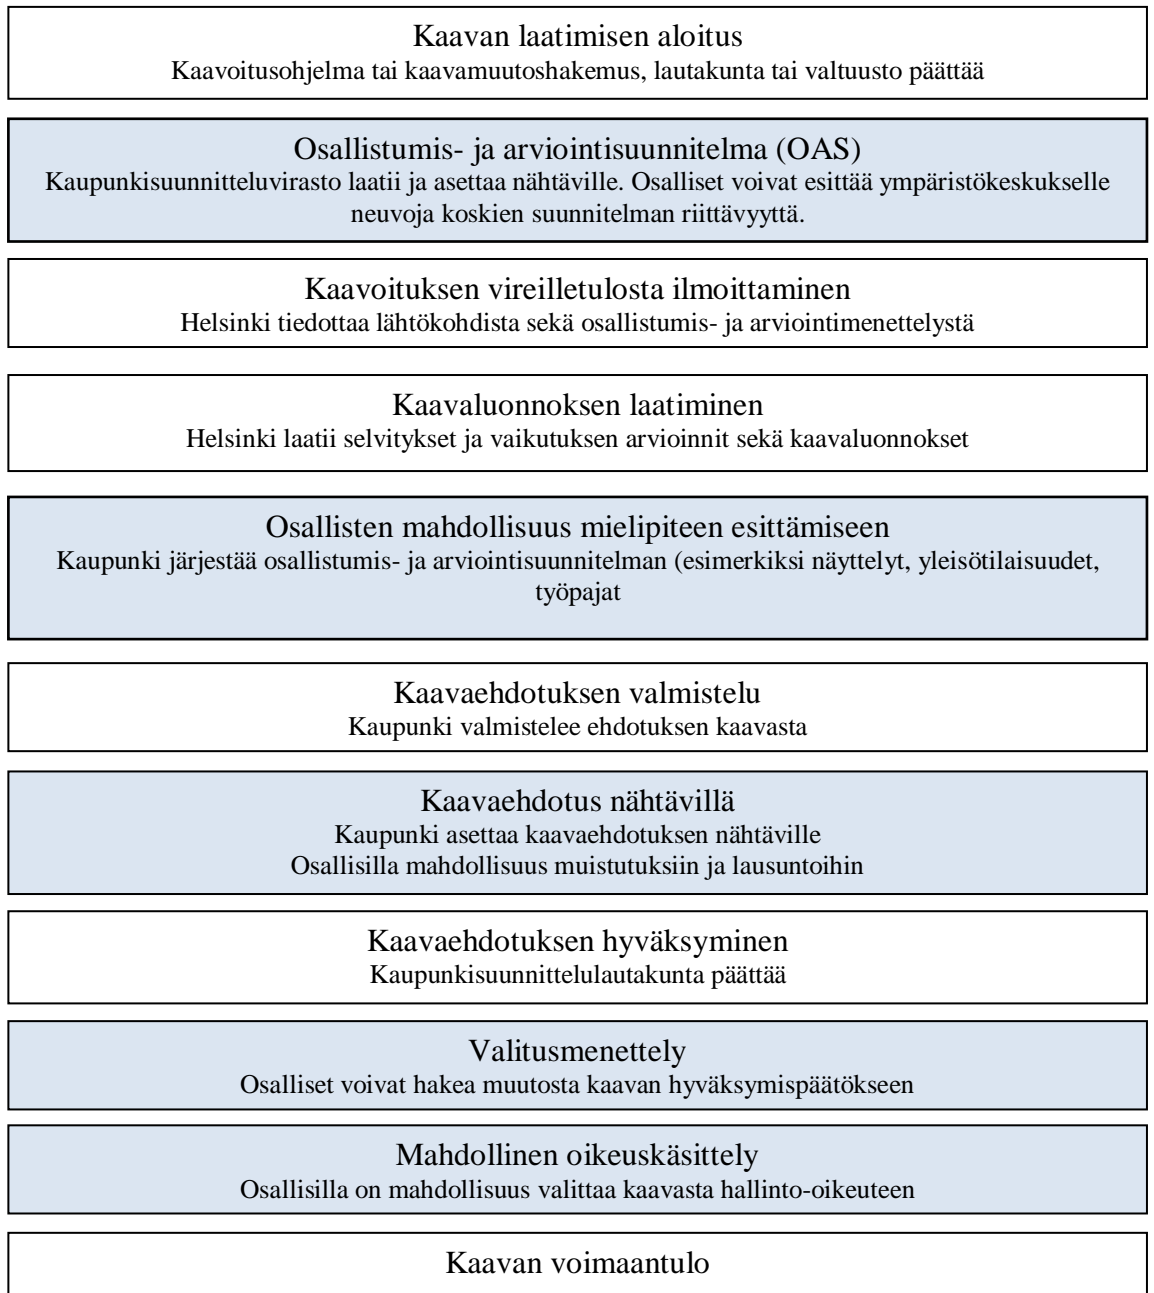 Kaavan laatimisen aloitus
Kaavoitusohjelma tai kaavamuutoshakemus, lautakunta tai valtuusto päättää
Osallistumis- ja arviointisuunnitelma (OAS)
Kaupunkisuunnitteluvirasto laatii ja asettaa nähtäville. Osalliset voivat esittää ympäristökeskukselle
neuvoja koskien suunnitelman riittävyyttä.
Kaavoituksen vireilletulosta ilmoittaminen
Helsinki tiedottaa lähtökohdista sekä osallistumis- ja arviointimenettelystä
Kaavaluonnoksen laatiminen
Helsinki laatii selvitykset ja vaikutuksen arvioinnit sekä kaavaluonnokset
Osallisten mahdollisuus mielipiteen esittämiseen
Kaupunki järjestää osallistumis- ja arviointisuunnitelman (esimerkiksi näyttelyt, yleisötilaisuudet,
työpajat
Kaavaehdotuksen valmistelu
Kaupunki valmistelee ehdotuksen kaavasta
Kaavaehdotus nähtävillä
Kaupunki asettaa kaavaehdotuksen nähtäville
Osallisilla mahdollisuus muistutuksiin ja lausuntoihin
Kaavaehdotuksen hyväksyminen
Kaupunkisuunnittelulautakunta päättää
Valitusmenettely
Osalliset voivat hakea muutosta kaavan hyväksymispäätökseen
Mahdollinen oikeuskäsittely
Osallisilla on mahdollisuus valittaa kaavasta hallinto-oikeuteen
Kaavan voimaantulo